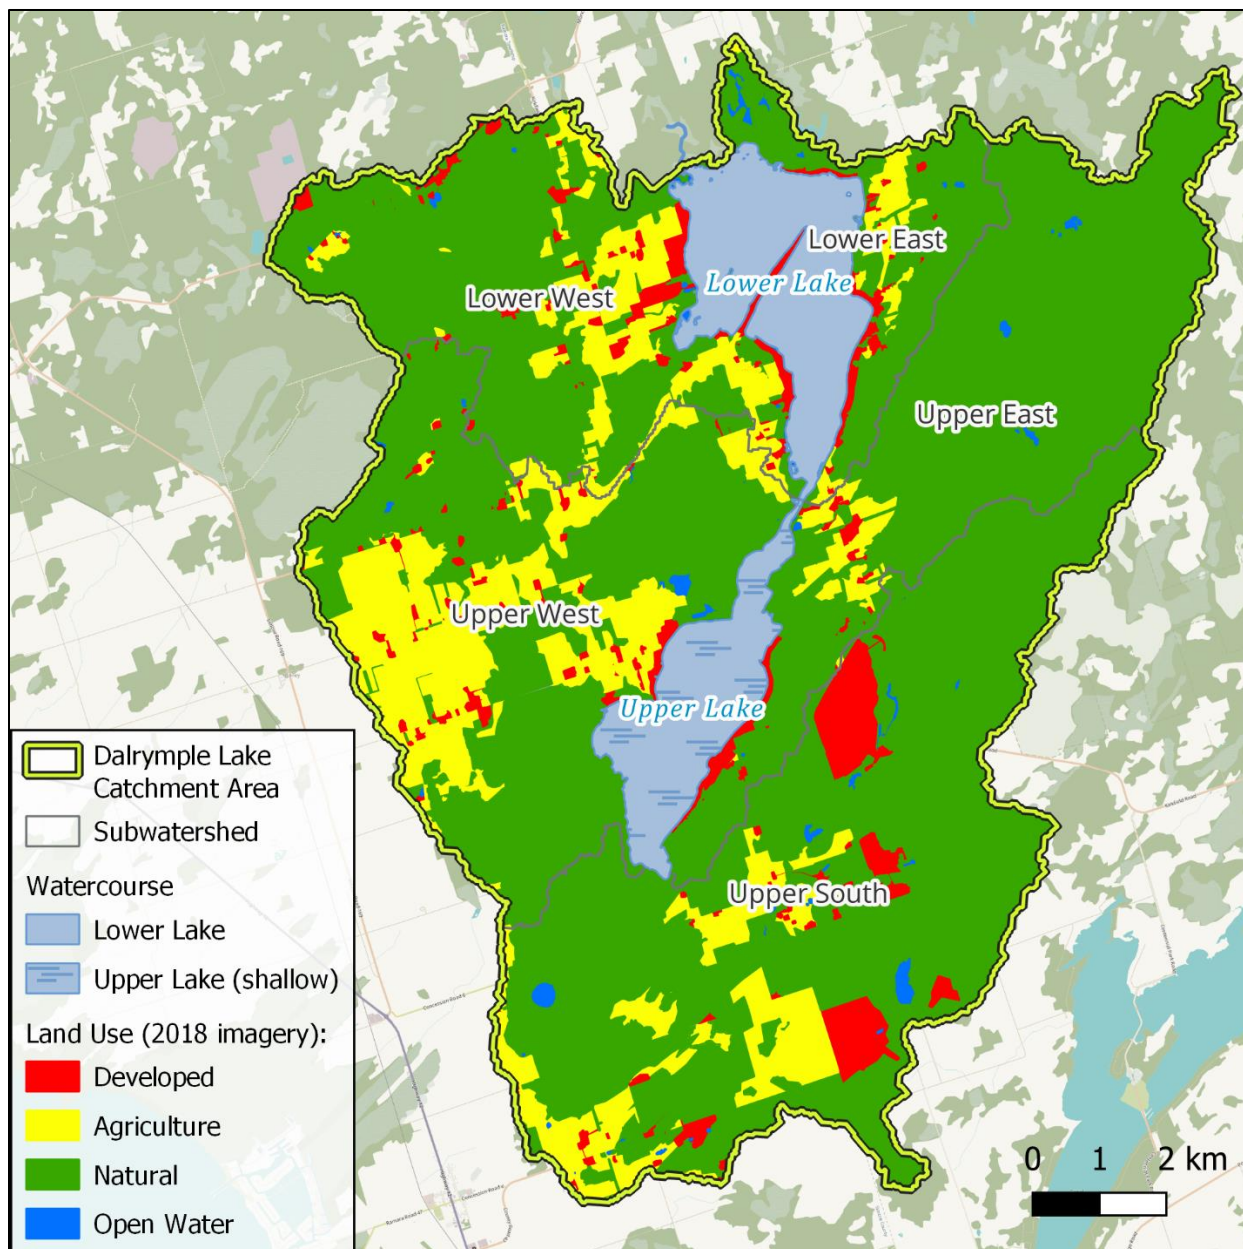 Lower East
Lower Lake
Lower West
Upper East
Upper West
Upper Lake
Upper South
Dalrymple Lake
Catchment Area
Subwatershed
Watercourse
Lower Lake
Upper Lake (shallow)
Land Use (2018 imagery):
Developed
Agriculture
Natural
Open Water
0 1 2 km